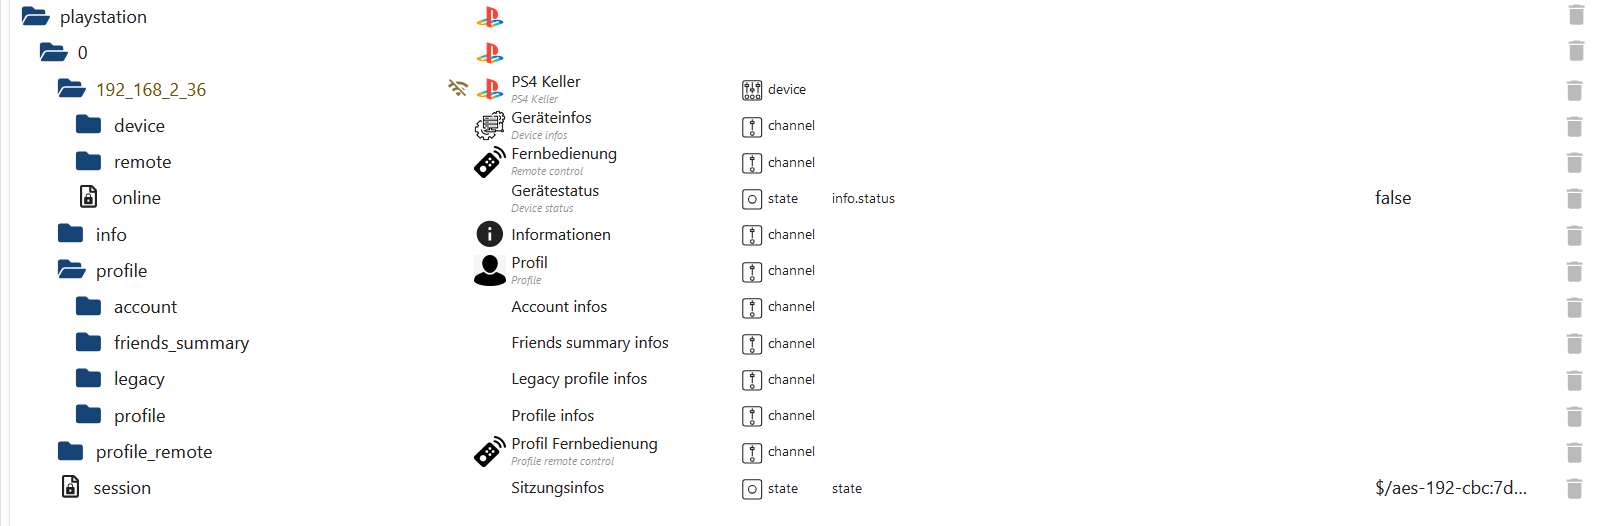 playstation
0
192_168_2_36 PS4 Keller device
PS4 Keller
device Geräteinfos channel
Device infos
remote Fernbedienung channel
Remote control
online Gerätestatus state info.status false
Device status
info Informationen channel
profile Profil channel
Profile
account Account infos channel
friends_summary Friends summary infos channel
legacy Legacy profile infos channel
profile Profile infos channel
profile_remote Profil Fernbedienung channel
Profile remote control
session Sitzungsinfos state state $/aes-192-cbc:7d...